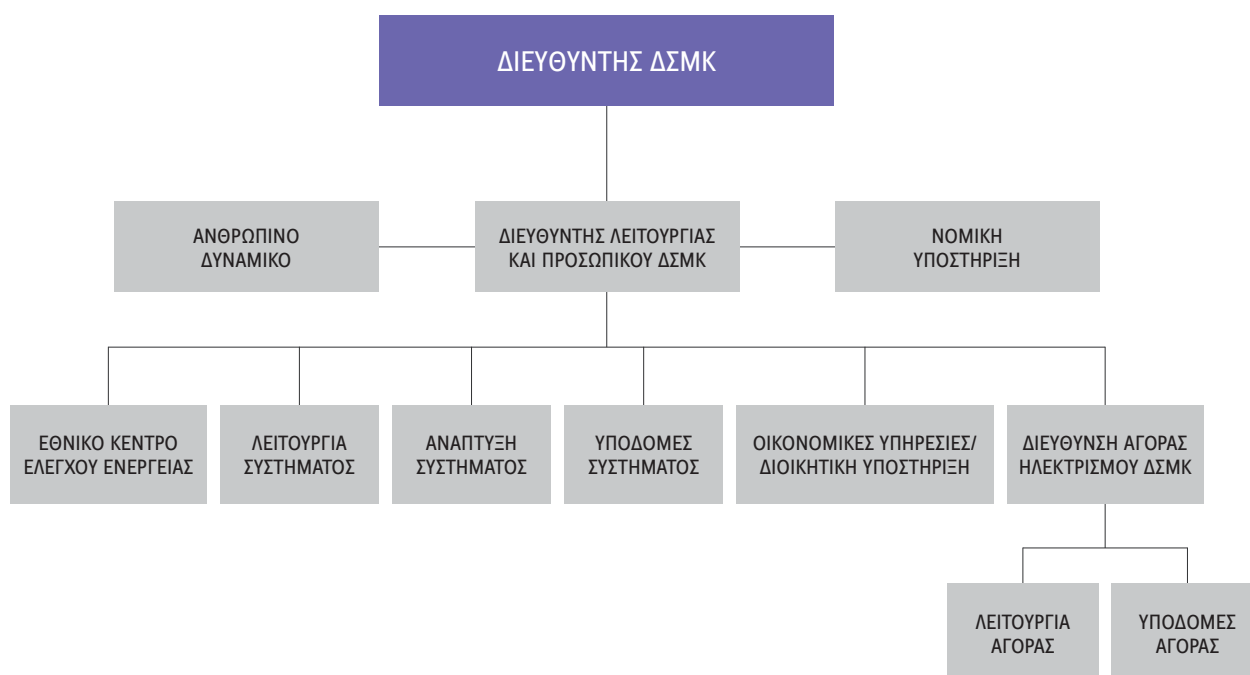 ΔΙΕΥΘΥΝΤΗΣ ΔΣΜΚ
ΑΝΘΡΩΠΙΝΟ
ΔΥΝΑΜΙΚΟ
ΔΙΕΥΘΥΝΤΗΣ ΛΕΙΤΟΥΡΓΙΑΣ
ΚΑΙ ΠΡΟΣΩΠΙΚΟΥ ΔΣΜΚ
ΝΟΜΙΚΗ
ΥΠΟΣΤΗΡΙΞΗ
ΕΘΝΙΚΟ ΚΕΝΤΡΟ
ΕΛΕΓΧΟΥ ΕΝΕΡΓΕΙΑΣ
ΛΕΙΤΟΥΡΓΙΑ
ΣΥΣΤΗΜΑΤΟΣ
ΑΝΑΠΤΥΞΗ
ΣΥΣΤΗΜΑΤΟΣ
ΥΠΟΔΟΜΕΣ
ΣΥΣΤΗΜΑΤΟΣ
ΟΙΚΟΝΟΜΙΚΕΣ ΥΠΗΡΕΣΙΕΣ/
ΔΙΟΙΚΗΤΙΚΗ ΥΠΟΣΤΗΡΙΞΗ
ΔΙΕΥΘΥΝΣΗ ΑΓΟΡΑΣ
ΗΛΕΚΤΡΙΣΜΟΥ ΔΣΜΚ
ΛΕΙΤΟΥΡΓΙΑ
ΑΓΟΡΑΣ
ΥΠΟΔΟΜΕΣ
ΑΓΟΡΑΣ